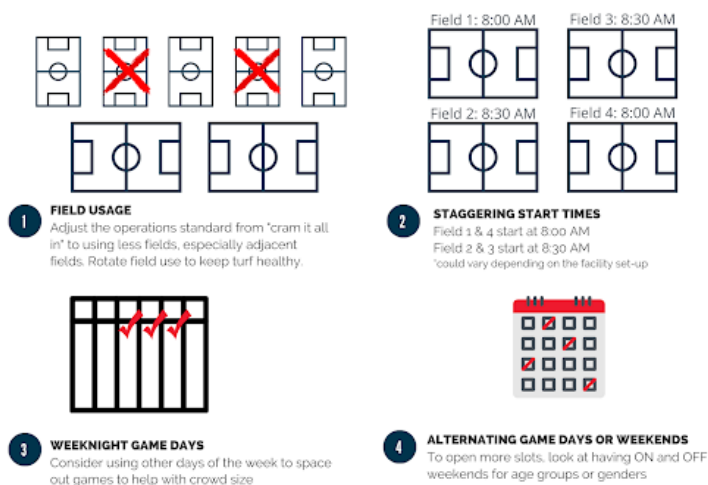 Field 1: 8:00 AM
Field 3: 8:30 AM
Field 2: 8:30 AM
Field 4: 8:00 AM
1
FIELD USAGE
Adjust the operations standard from "cram it all
in" to using less fields, especially adjacent
fields. Rotate field use to keep turf healthy.
2
STAGGERING START TIMES
Field 1 & 4 start at 8:00 AM
Field 2 & 3 start at 8:30 AM
*could vary depending on the facility set-up
3
WEEKNIGHT GAME DAYS
Consider using other days of the week to space
out games to help with crowd size
4
ALTERNATING GAME DAYS OR WEEKENDS
To open more slots, look at having ON and OFF
weekends for age groups or genders